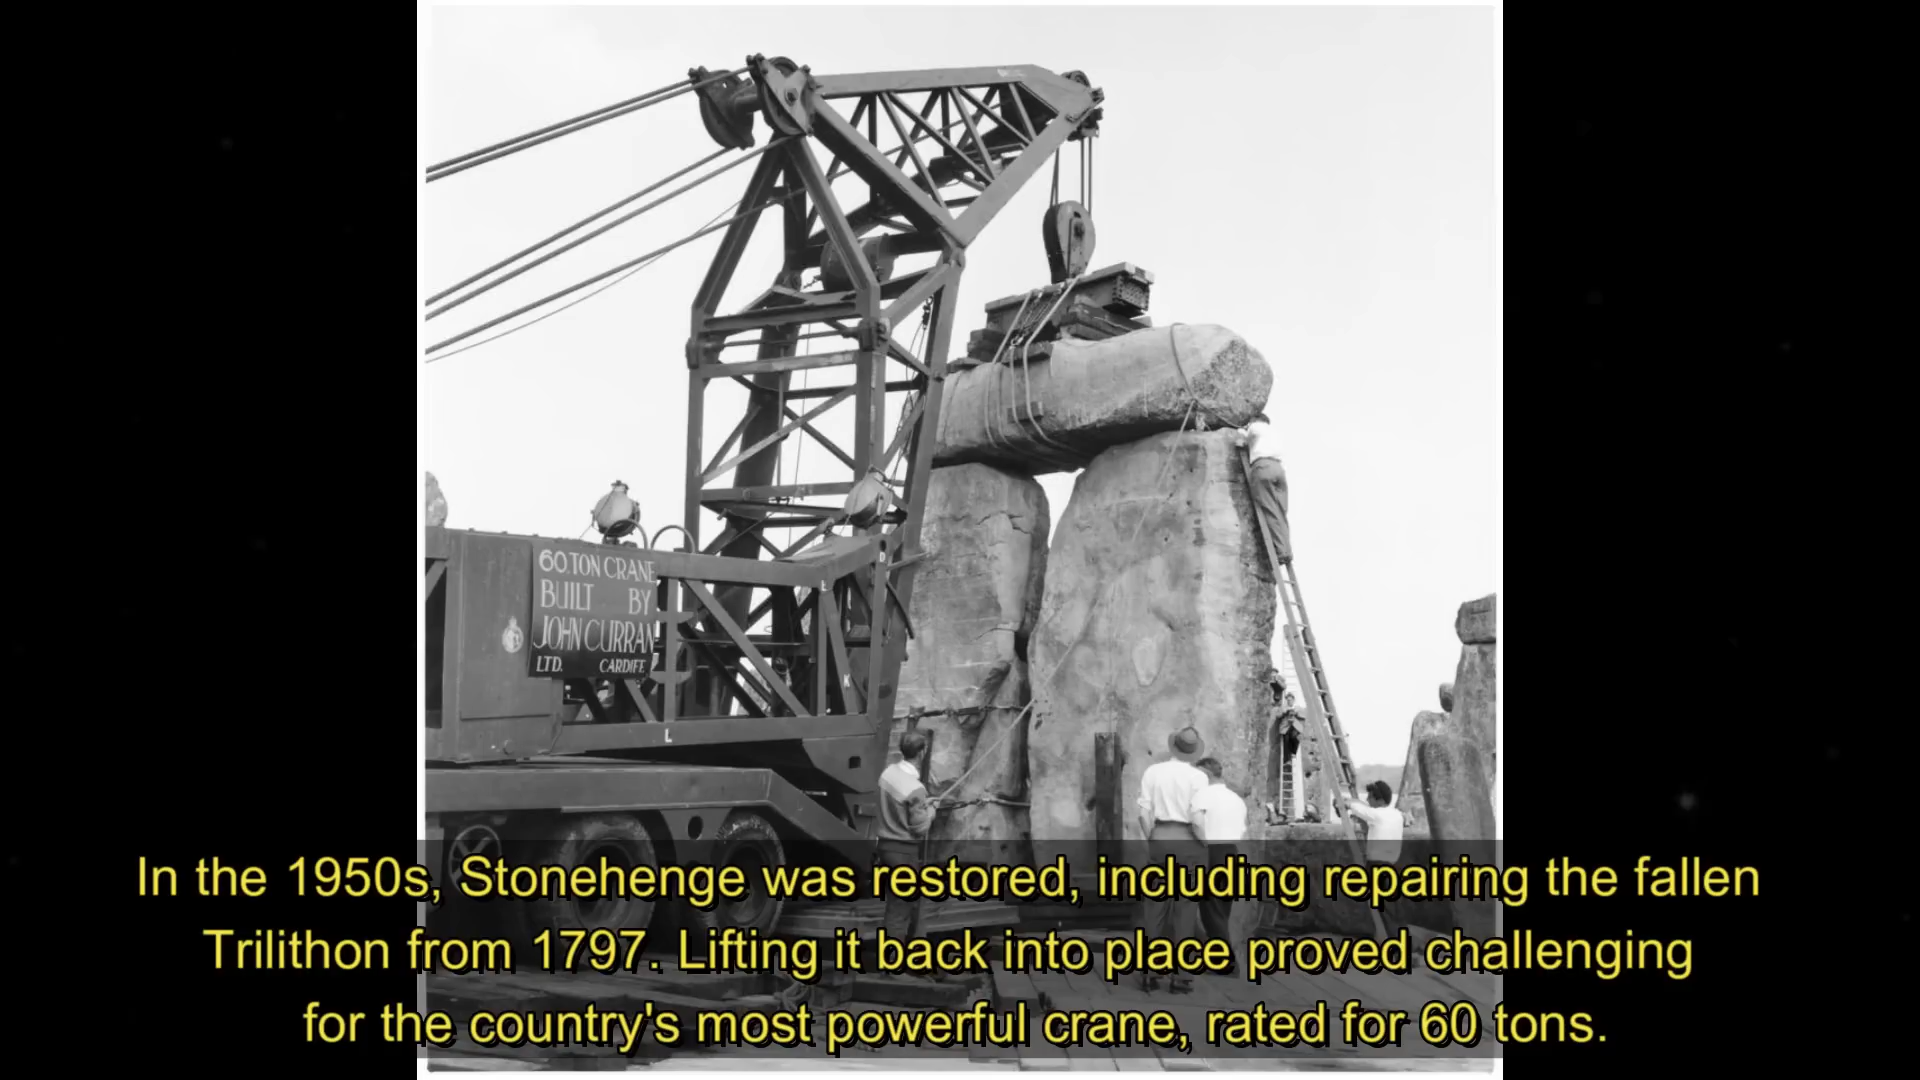 60.TON CRANE
BUILT BY
JOHN CURRAN
LTD. CARDIFF
L
In the 1950s, Stonehenge was restored, including repairing the fallen
Trilithon from 1797. Lifting it back into place proved challenging
for the country's most powerful crane, rated for 60 tons.